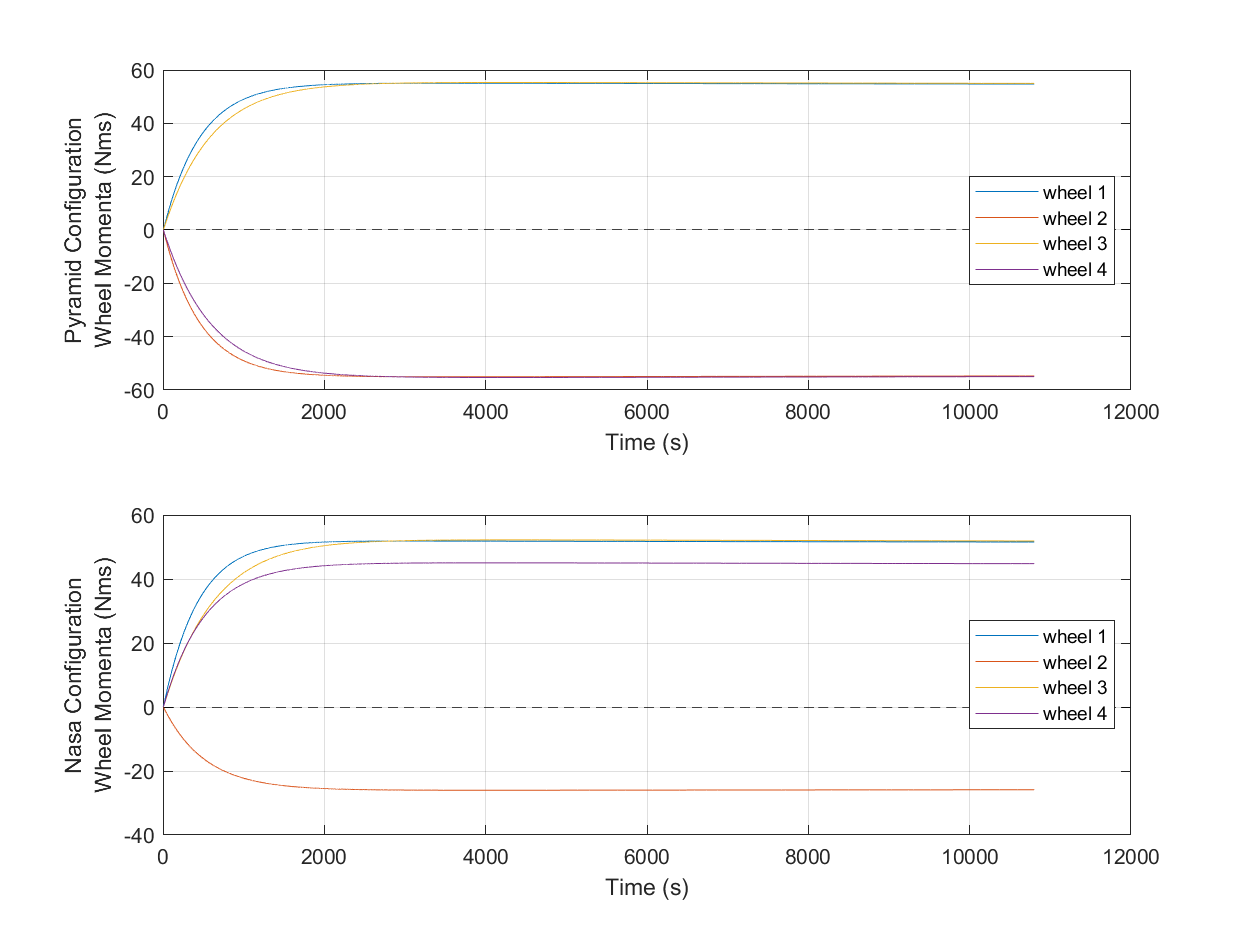 60
40
20
0
-20
-40
-60
Pyramid Configuration
Wheel Momenta (Nms)
wheel 1
wheel 2
wheel 3
wheel 4
0 2000 4000 6000 8000 10000 12000
Time (s)
60
40
20
0
-20
-40
Nasa Configuration
Wheel Momenta (Nms)
wheel 1
wheel 2
wheel 3
wheel 4
0 2000 4000 6000 8000 10000 12000
Time (s)